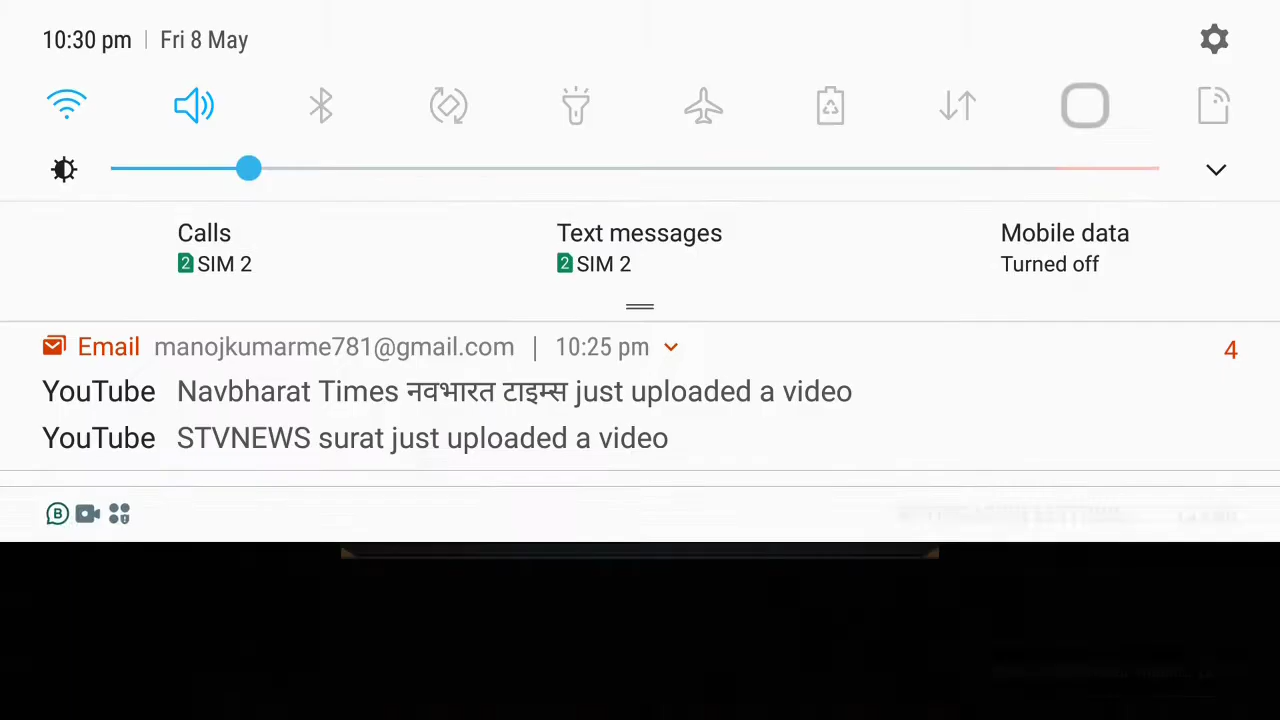 10:30 pm | Fri 8 May
Calls
2 SIM 2
Text messages
2 SIM 2
Mobile data
Turned off
Email manojkumarme781@gmail.com | 10:25 pm
4
YouTube Navbharat Times नवभारत टाइम्स just uploaded a video
YouTube STVNEWS surat just uploaded a video
B